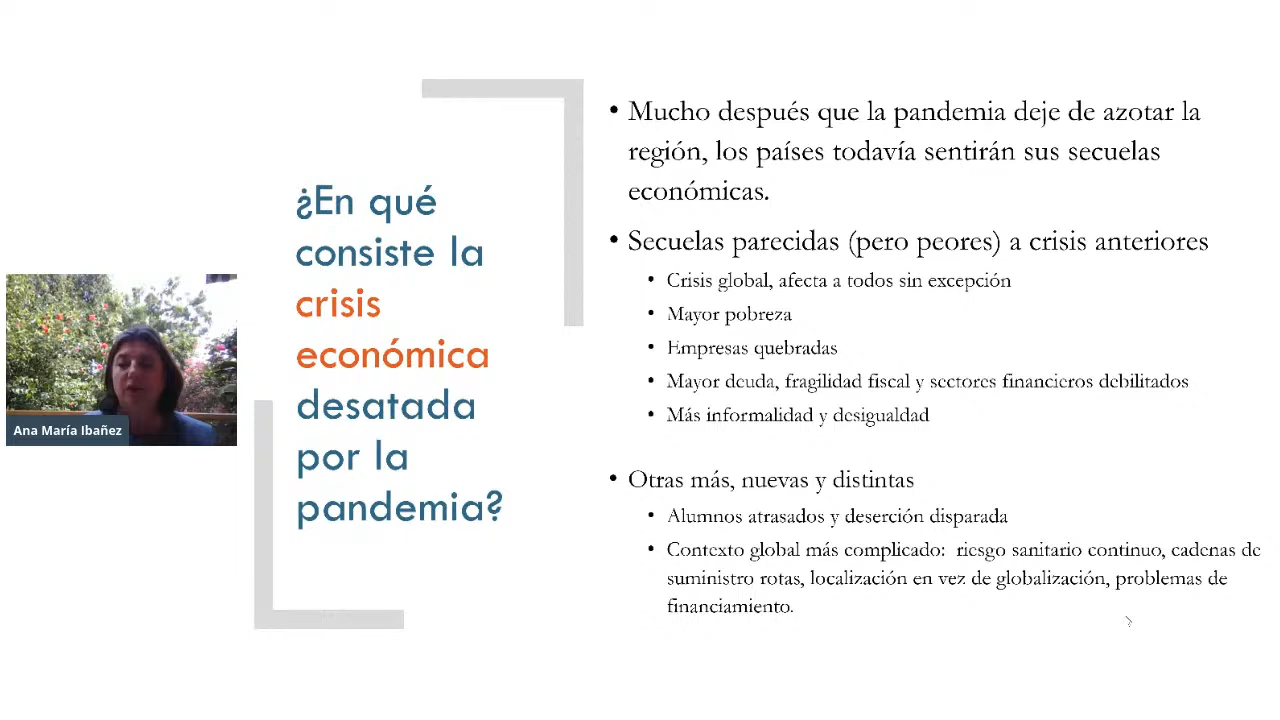 ¿En qué
consiste la
crisis
económica
desatada
por la
pandemia?
• Mucho después que la pandemia deje de azotar la
región, los países todavía sentirán sus secuelas
económicas.
• Secuelas parecidas (pero peores) a crisis anteriores
• Crisis global, afecta a todos sin excepción
• Mayor pobreza
• Empresas quebradas
• Mayor deuda, fragilidad fiscal y sectores financieros debilitados
• Más informalidad y desigualdad
• Otras más, nuevas y distintas
• Alumnos atrasados y deserción disparada
• Contexto global más complicado: riesgo sanitario continuo, cadenas de
suministro rotas, localización en vez de globalización, problemas de
financiamiento.
Ana María Ibañez